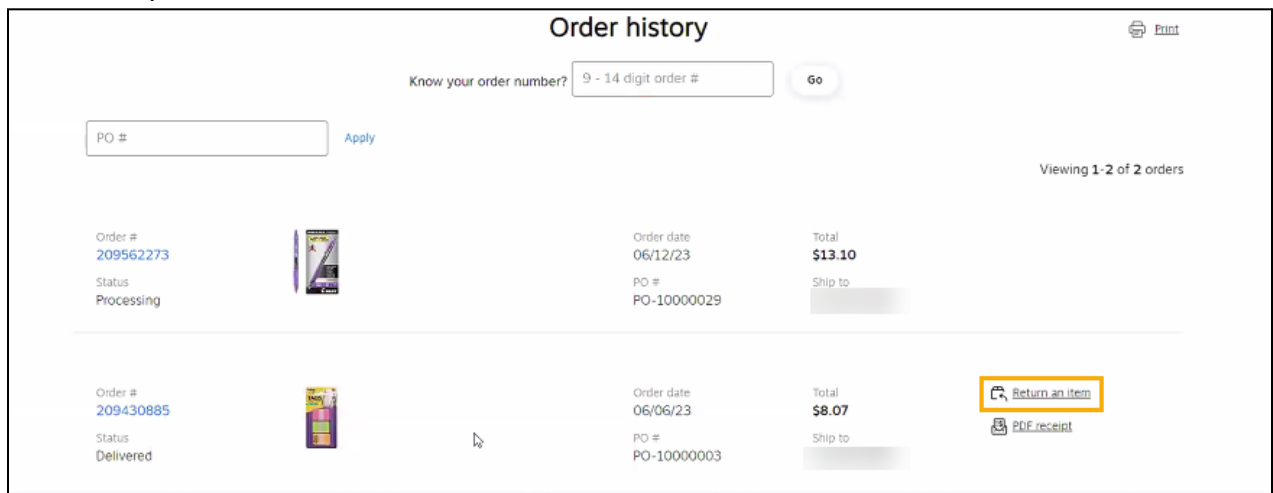 Order history
Print
Know your order number?
9 - 14 digit order #
Go
PO #
Apply
Viewing 1-2 of 2 orders
Order #
209562273
Status
Processing
Order date
06/12/23
PO #
PO-10000029
Total
$13.10
Ship to
Order #
209430885
Status
Delivered
TABS
Order date
06/06/23
PO #
PO-10000003
Total
$8.07
Ship to
Return an item
PDF receipt